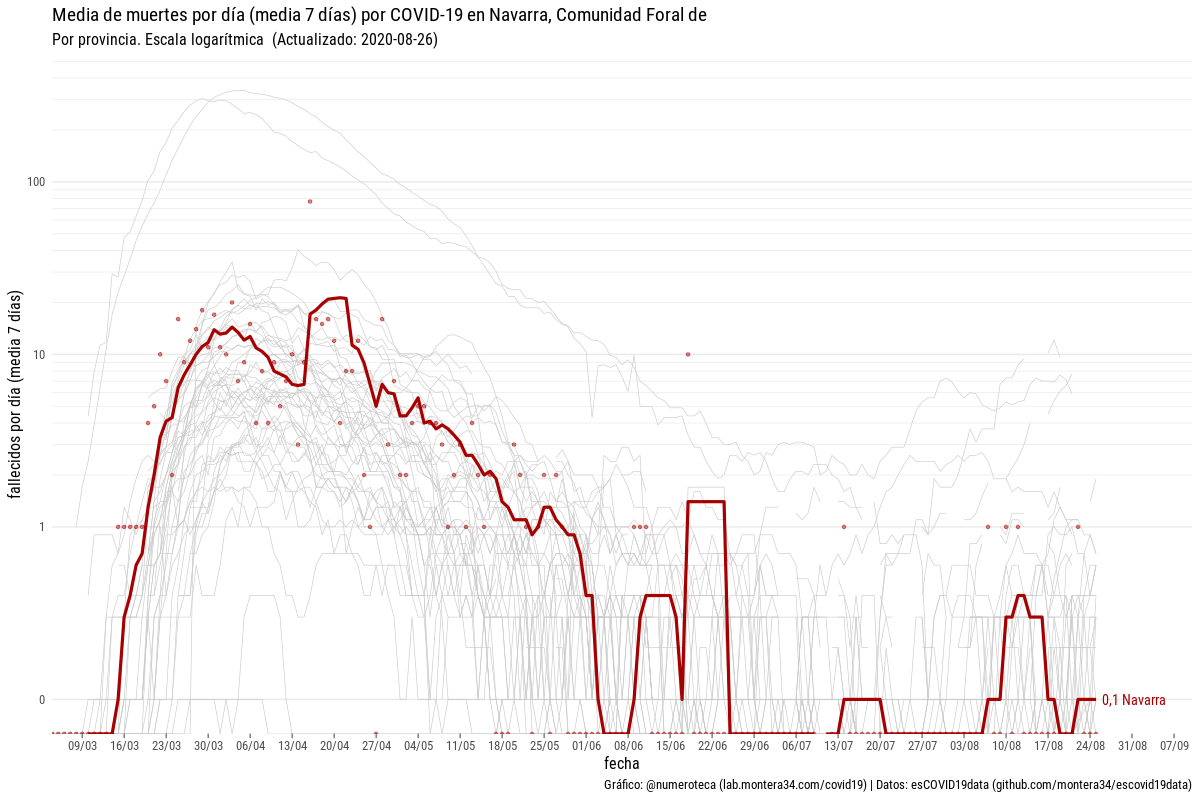 Media de muertes por día (media 7 días) por COVID-19 en Navarra, Comunidad Foral de
Por provincia. Escala logarítmica (Actualizado: 2020-08-26)
fallecidos por día (media 7 días)
100
10
1
0
0,1 Navarra
09/03 16/03 23/03 30/03 6/04 13/04 20/04 27/04 4/05 11/05 18/05 25/05 01/06 08/06 15/06 22/06 29/06 06/07 13/07 20/07 27/07 03/08 10/08 17/08 24/08 31/08 07/09
fecha
Gráfico: @numeroteca (lab.montera34.com/covid19) | Datos: esCOVID19data (github.com/montera34/escovid19data)